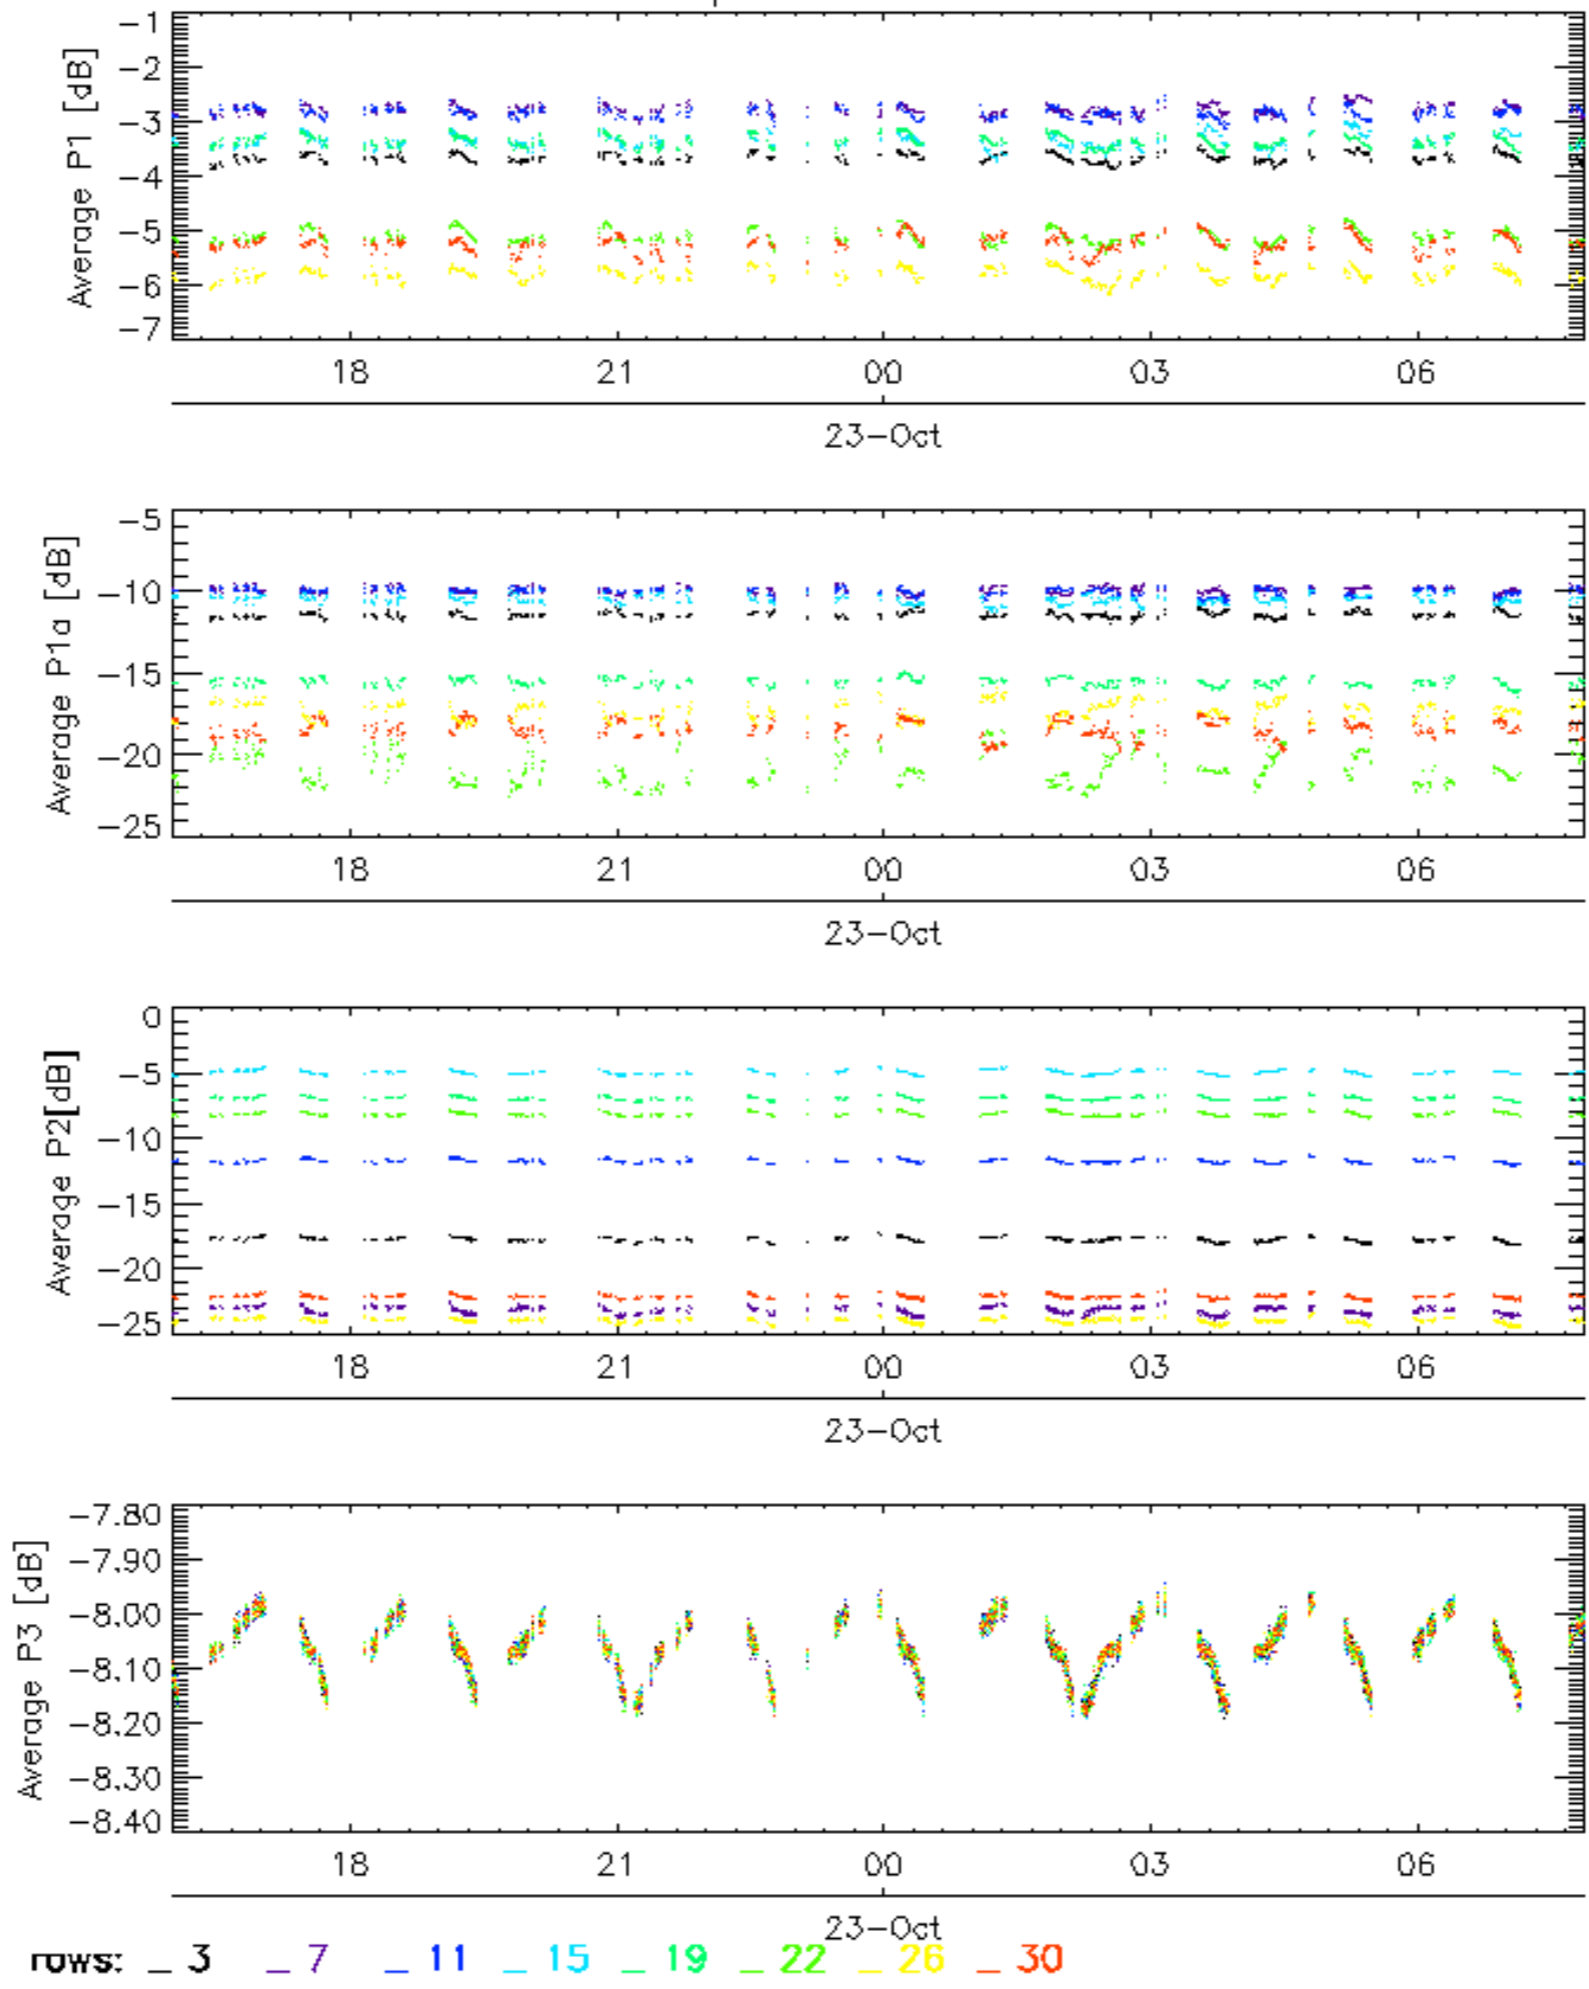 Average P1 [dB]
-1
-2
-3
-4
-5
-6
-7
18 21 00 03 06
23-Oct
Average P1a [dB]
-5
-10
-15
-20
-25
18 21 00 03 06
23-Oct
Average P2[dB]
0
-5
-10
-15
-20
-25
18 21 00 03 06
23-Oct
Average P3 [dB]
-7.80
-7.90
-8.00
-8.10
-8.20
-8.30
-8.40
18 21 00 03 06
23-Oct
rows: _ 3 _ 7 _ 11 _ 15 _ 19 _ 22 _ 26 _ 30